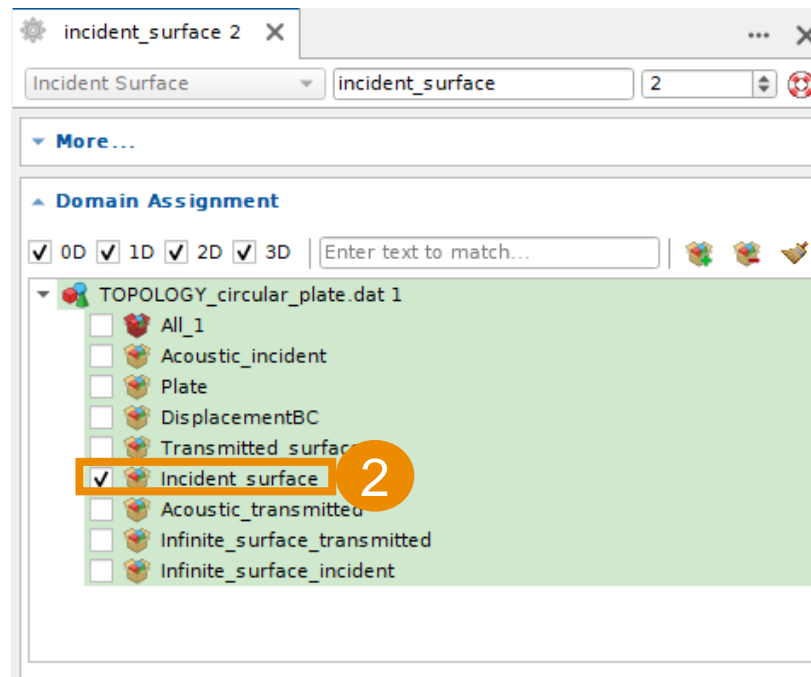 incident_surface 2
Incident Surface incident_surface 2
More...
Domain Assignment
0D 1D 2D 3D Enter text to match...
TOPOLOGY_circular_plate.dat 1
All_1
Acoustic_incident
Plate
DisplacementBC
Transmitted_surface
Incident_surface 2
Acoustic_transmitted
Infinite_surface_transmitted
Infinite_surface_incident